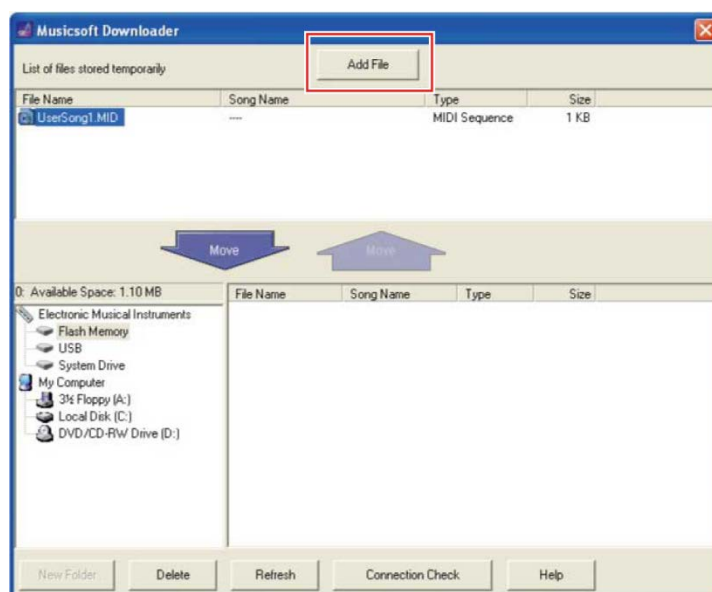 Musicsoft Downloader
List of files stored temporarily
Add File
File Name Song Name Type Size
UserSong1.MID ---- MIDI Sequence 1 KB
Move Move
0: Available Space: 1.10 MB
File Name Song Name Type Size
Electronic Musical Instruments
Flash Memory
USB
System Drive
My Computer
3½ Floppy (A:)
Local Disk (C:)
DVD/CD-RW Drive (D:)
New Folder Delete Refresh Connection Check Help